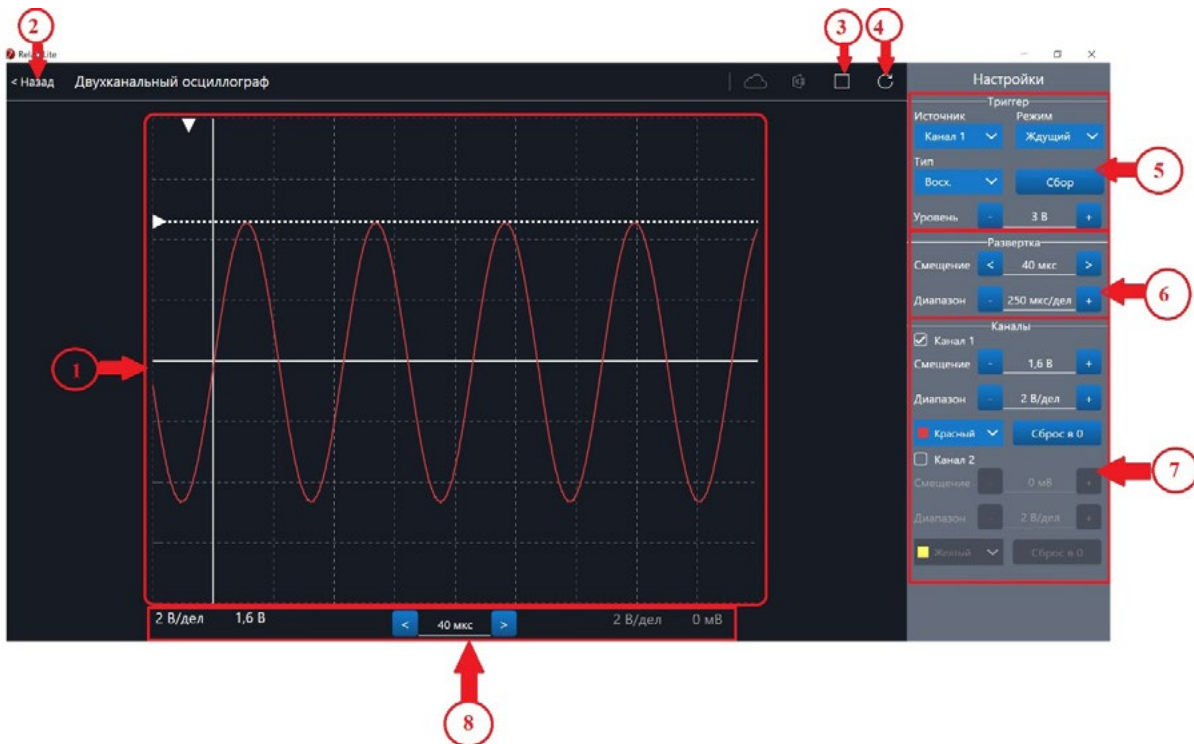 2
3
4
Relab Lite
< Назад
Двухканальный осциллограф
Настройки
Триггер
Источник Режим
Канал 1 Ждущий
Тип
Восх. Сбор
5
Уровень - 3 В +
Развертка
Смещение < 40 мкс >
Диапазон - 250 мкс/дел +
6
Каналы
Канал 1
Смещение - 1,6 В +
Диапазон - 2 В/дел +
Красный Сброс в 0
Канал 2
Смещение - 0 мВ +
7
Диапазон - 2 В/дел +
Желтый Сброс в 0
1
2 В/дел 1,6 В < 40 мкс > 2 В/дел 0 мВ
8